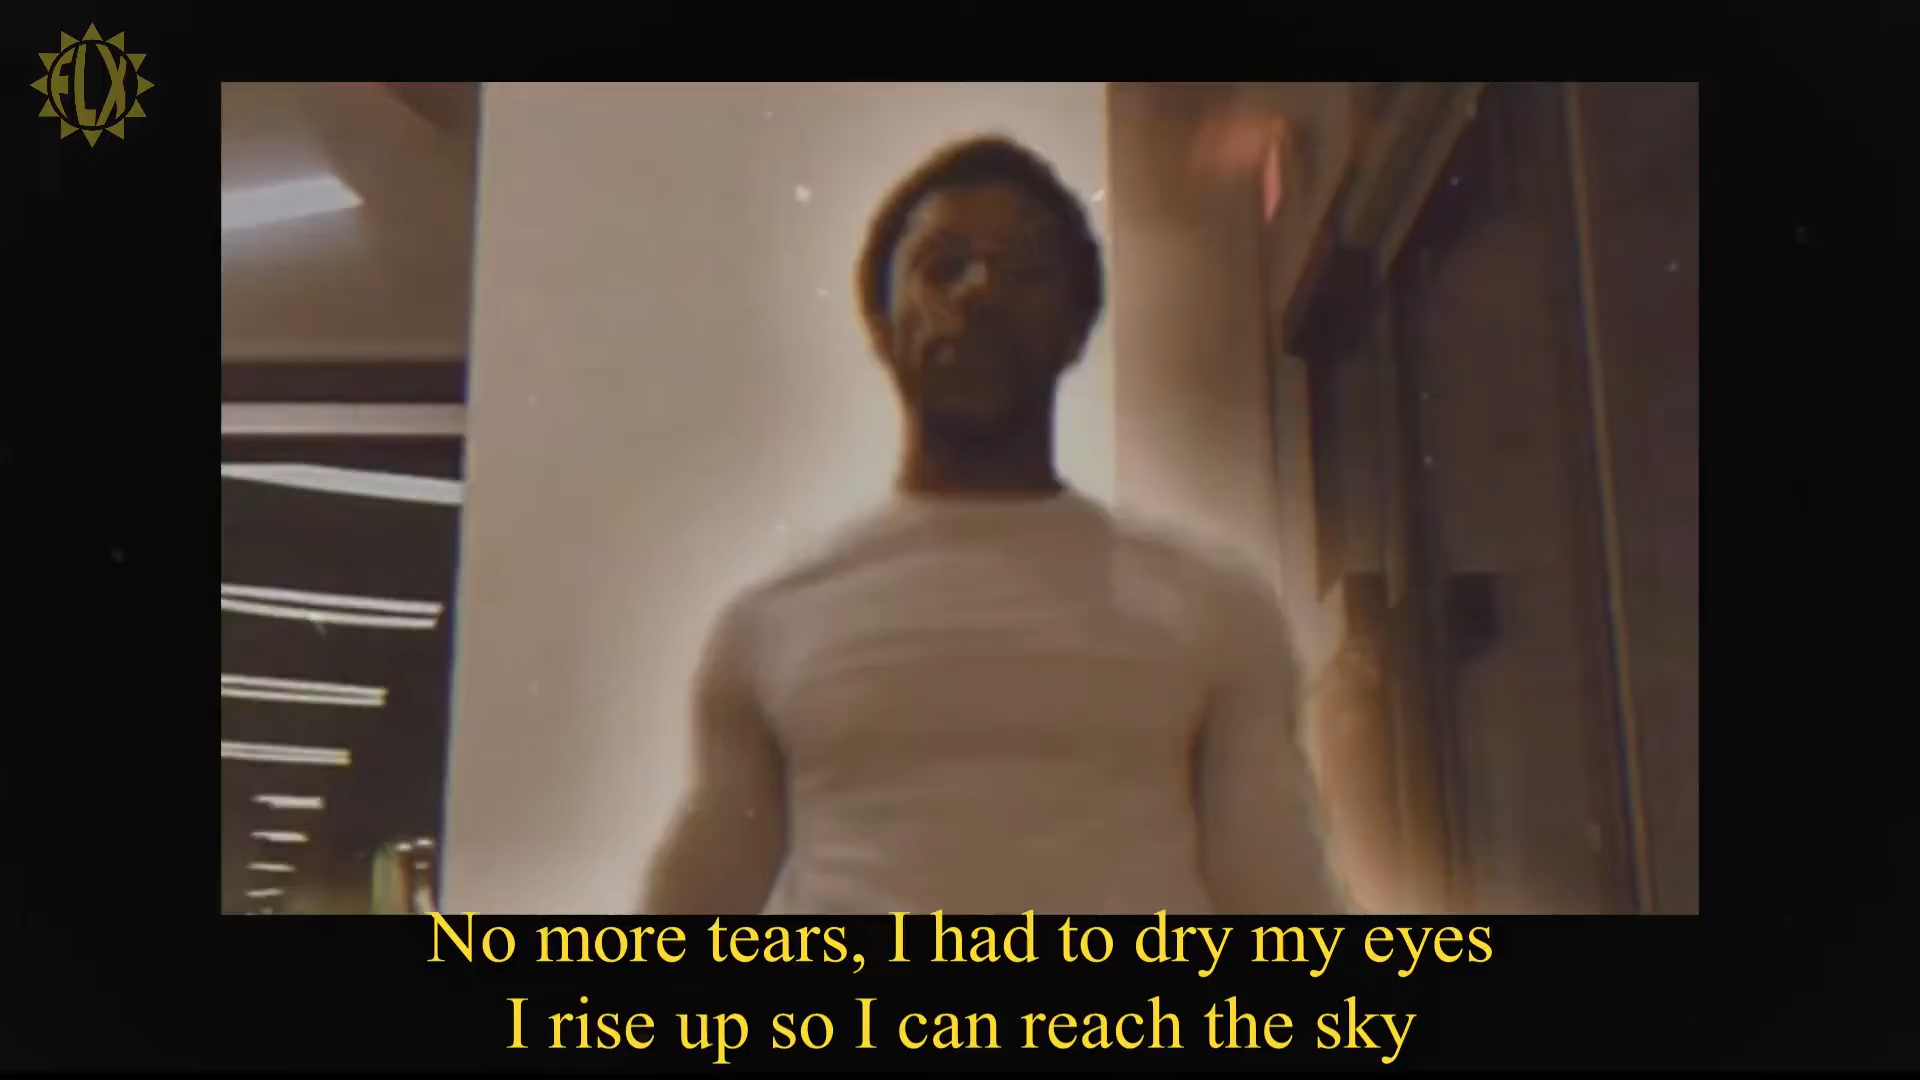 FLX
No more tears, I had to dry my eyes
I rise up so I can reach the sky